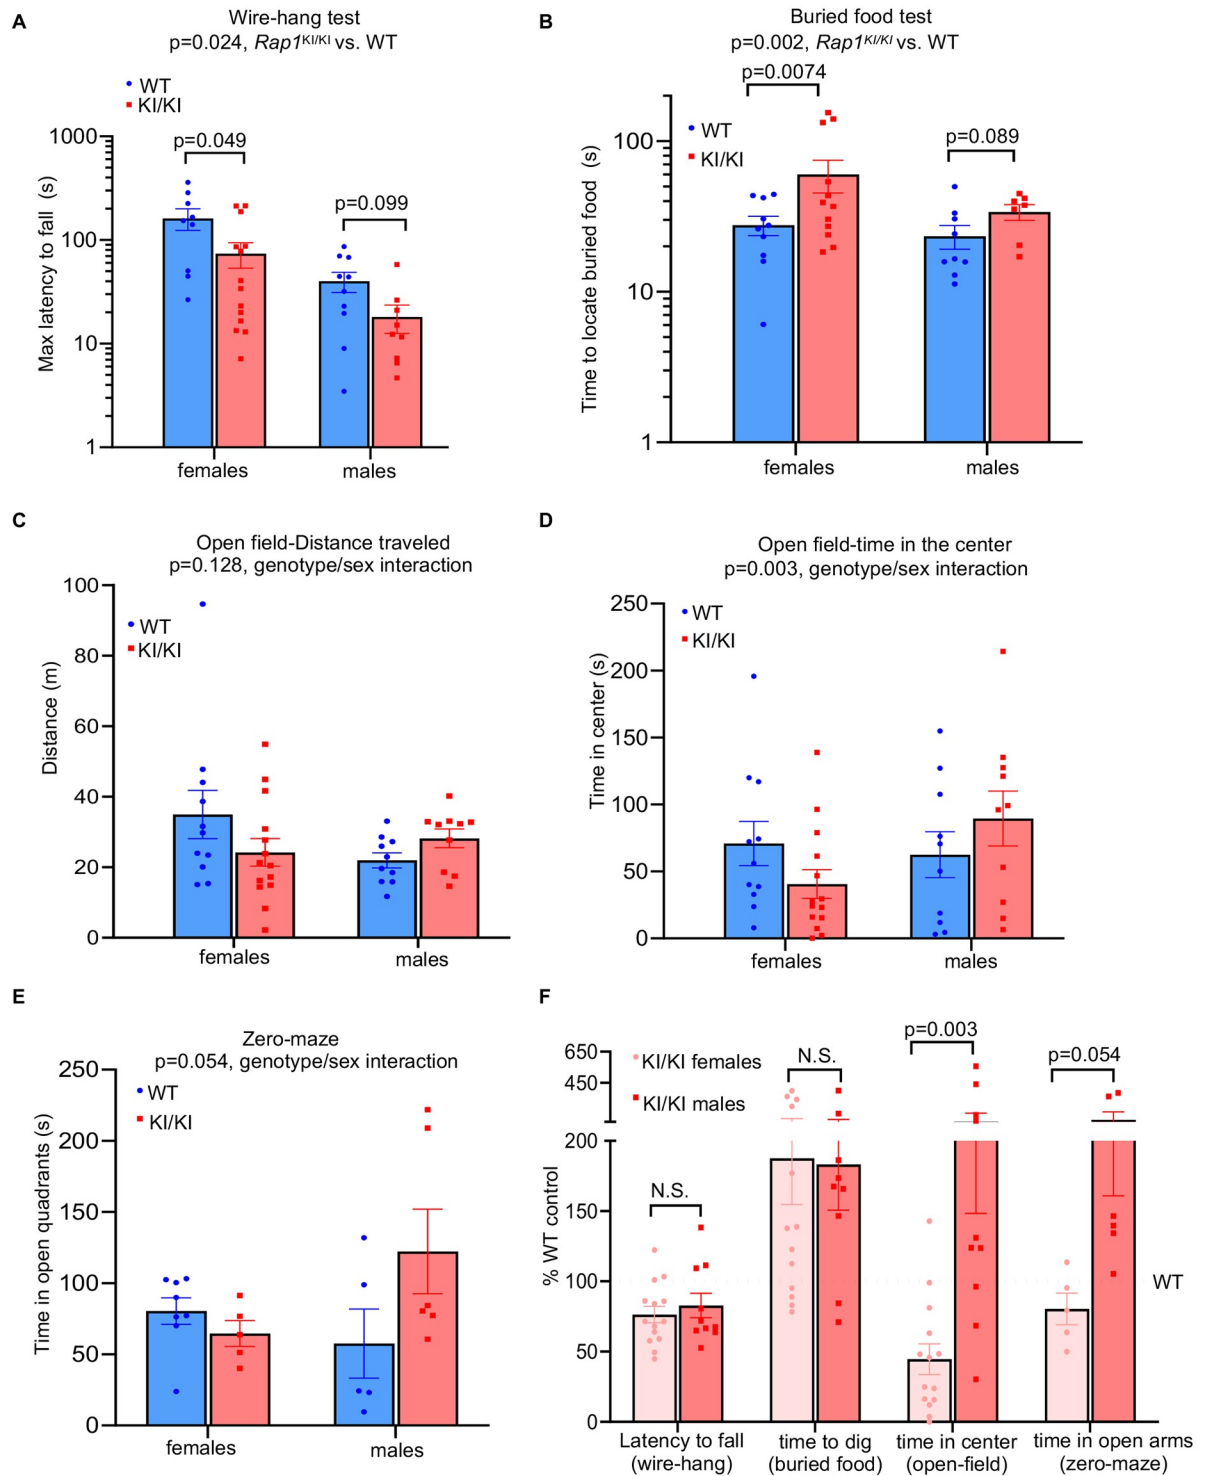 A
Wire-hang test
p=0.024, Rap1KI/KI vs. WT
WT
KI/KI
Max latency to fall (s)
1000
100
10
1
p=0.049
p=0.099
females
males
B
Buried food test
p=0.002, Rap1KI/KI vs. WT
WT
KI/KI
Time to locate buried food (s)
100
10
1
p=0.0074
p=0.089
females
males
C
Open field-Distance traveled
p=0.128, genotype/sex interaction
WT
KI/KI
Distance (m)
100
80
60
40
20
0
females
males
D
Open field-time in the center
p=0.003, genotype/sex interaction
WT
KI/KI
Time in center (s)
250
200
150
100
50
0
females
males
E
Zero-maze
p=0.054, genotype/sex interaction
WT
KI/KI
Time in open quadrants (s)
250
200
150
100
50
0
females
males
F
KI/KI females
KI/KI males
% WT control
650
450
200
150
100
50
0
N.S.
N.S.
p=0.003
p=0.054
WT
Latency to fall
(wire-hang)
time to dig
(buried food)
time in center
(open-field)
time in open arms
(zero-maze)